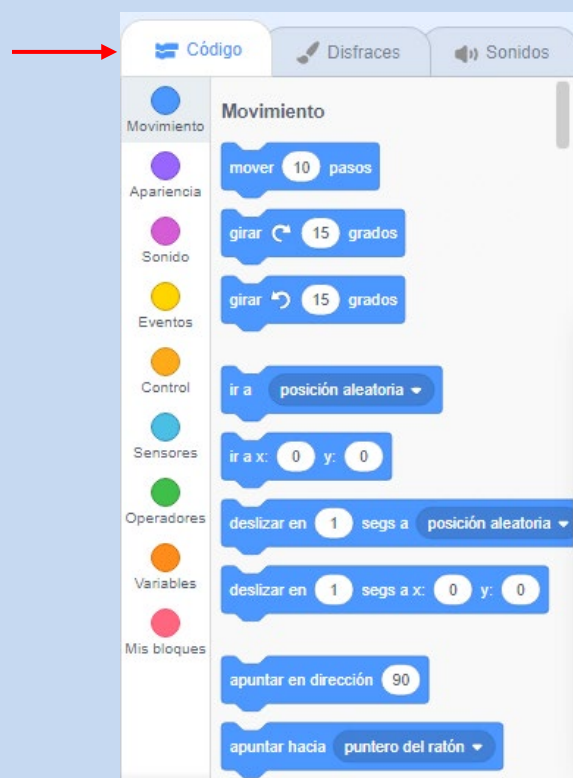 Código Disfraces Sonidos
Movimiento
Apariencia
Sonido
Eventos
Control
Sensores
Operadores
Variables
Mis bloques
Movimiento
mover 10 pasos
girar 15 grados
girar 15 grados
ir a posición aleatoria
ir a x: 0 y: 0
deslizar en 1 segs a posición aleatoria
deslizar en 1 segs a x: 0 y: 0
apuntar en dirección 90
apuntar hacia puntero del ratón